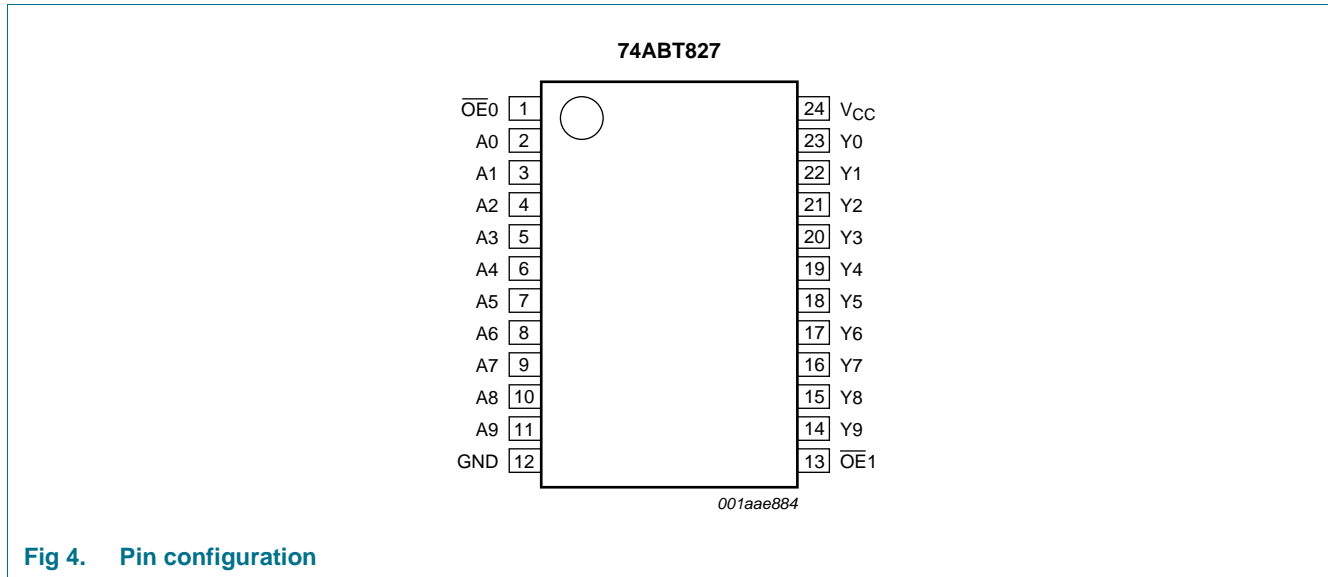 74ABT827
OE0 1 24 VCC
A0 2 23 Y0
A1 3 22 Y1
A2 4 21 Y2
A3 5 20 Y3
A4 6 19 Y4
A5 7 18 Y5
A6 8 17 Y6
A7 9 16 Y7
A8 10 15 Y8
A9 11 14 Y9
GND 12 13 OE1
001aae884
Fig 4. Pin configuration